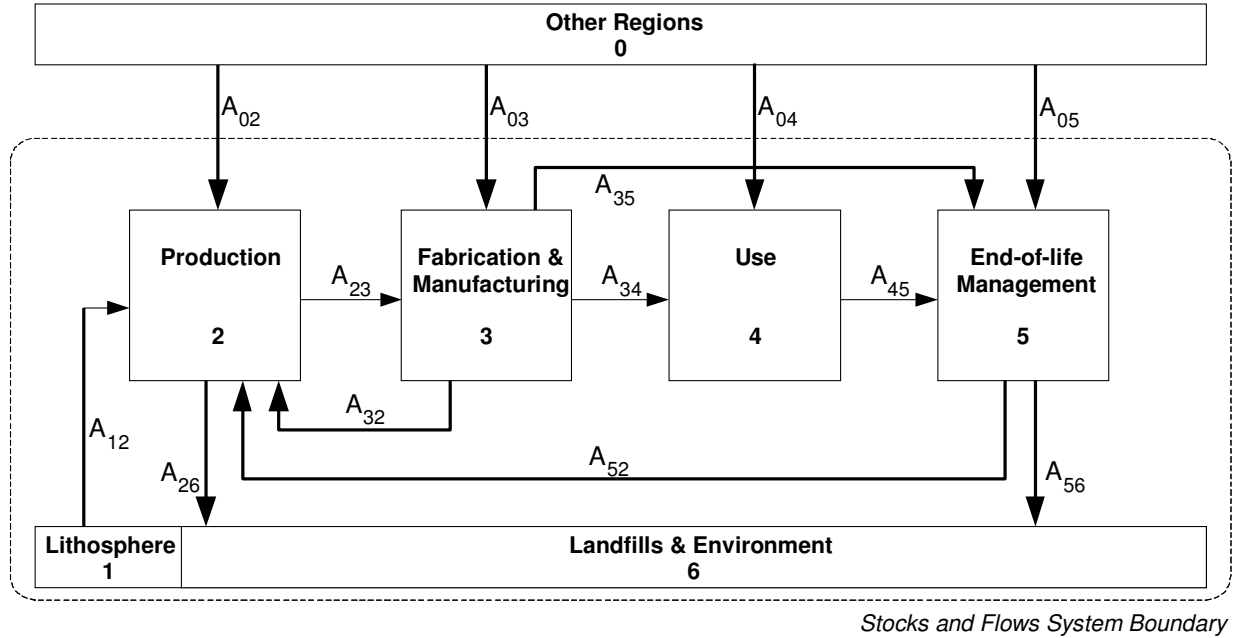 Other Regions
0
A02
A03
A04
A05
A35
Production
2
A23
Fabrication &
Manufacturing
3
A34
Use
4
A45
End-of-life
Management
5
A32
A12
A52
A26
A56
Lithosphere
1
Landfills & Environment
6
Stocks and Flows System Boundary